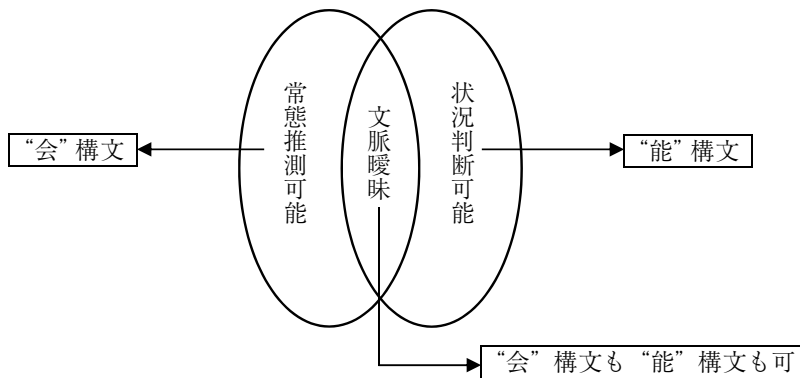 常態推測可能
文脈曖昧
状況判断可能
“会”構文
“能”構文
“会”構文も“能”構文も可